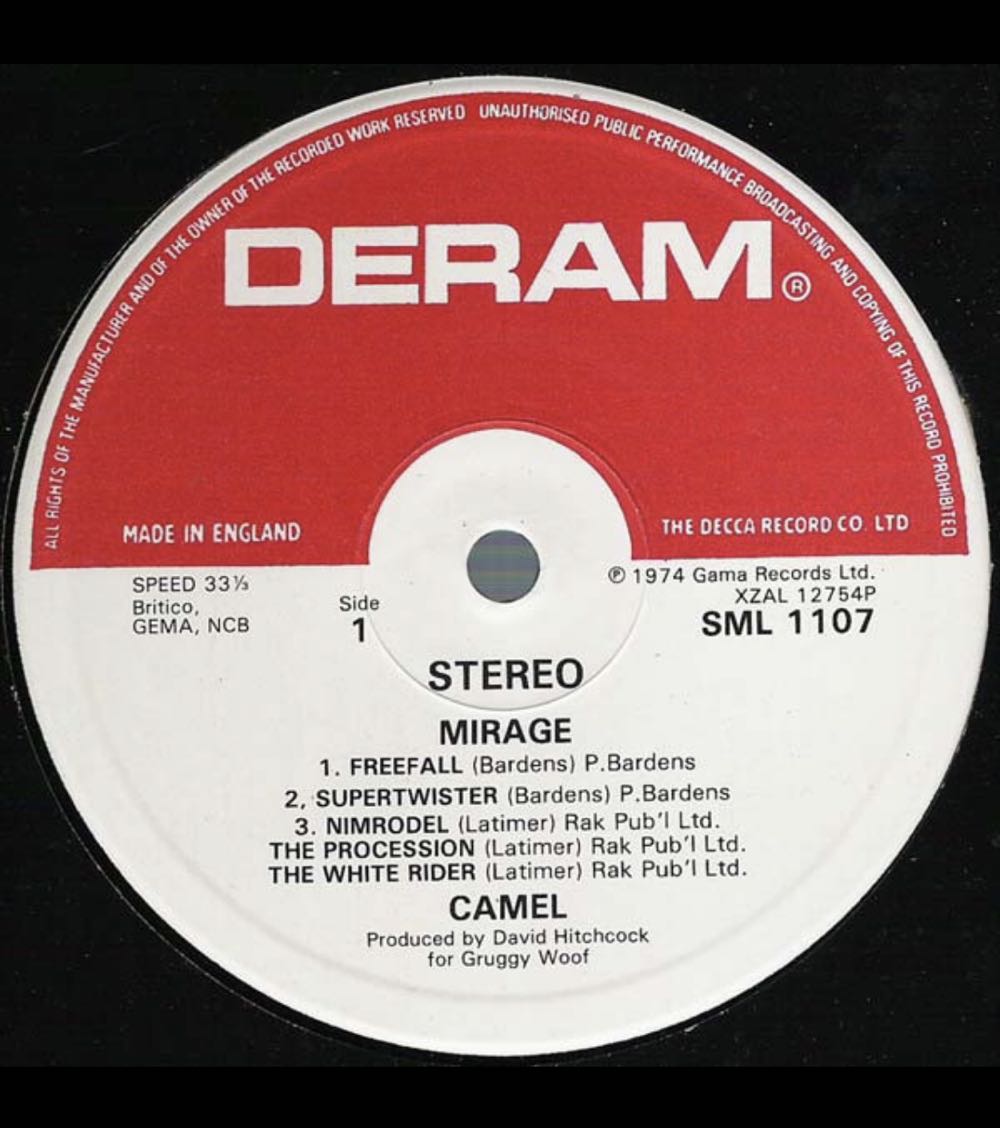 ALL RIGHTS OF THE MANUFACTURER AND OF THE OWNER OF THE RECORDED WORK RESERVED UNAUTHORISED PUBLIC PERFORMANCE BROADCASTING AND COPYING OF THIS RECORD PROHIBITED
DERAM®
MADE IN ENGLAND
THE DECCA RECORD CO. LTD
SPEED 33⅓
Britico,
GEMA, NCB
Side
1
℗ 1974 Gama Records Ltd.
XZAL 12754P
SML 1107
STEREO
MIRAGE
1. FREEFALL (Bardens) P.Bardens
2, SUPERTWISTER (Bardens) P.Bardens
3. NIMRODEL (Latimer) Rak Pub'l Ltd.
THE PROCESSION (Latimer) Rak Pub'l Ltd.
THE WHITE RIDER (Latimer) Rak Pub'l Ltd.
CAMEL
Produced by David Hitchcock
for Gruggy Woof